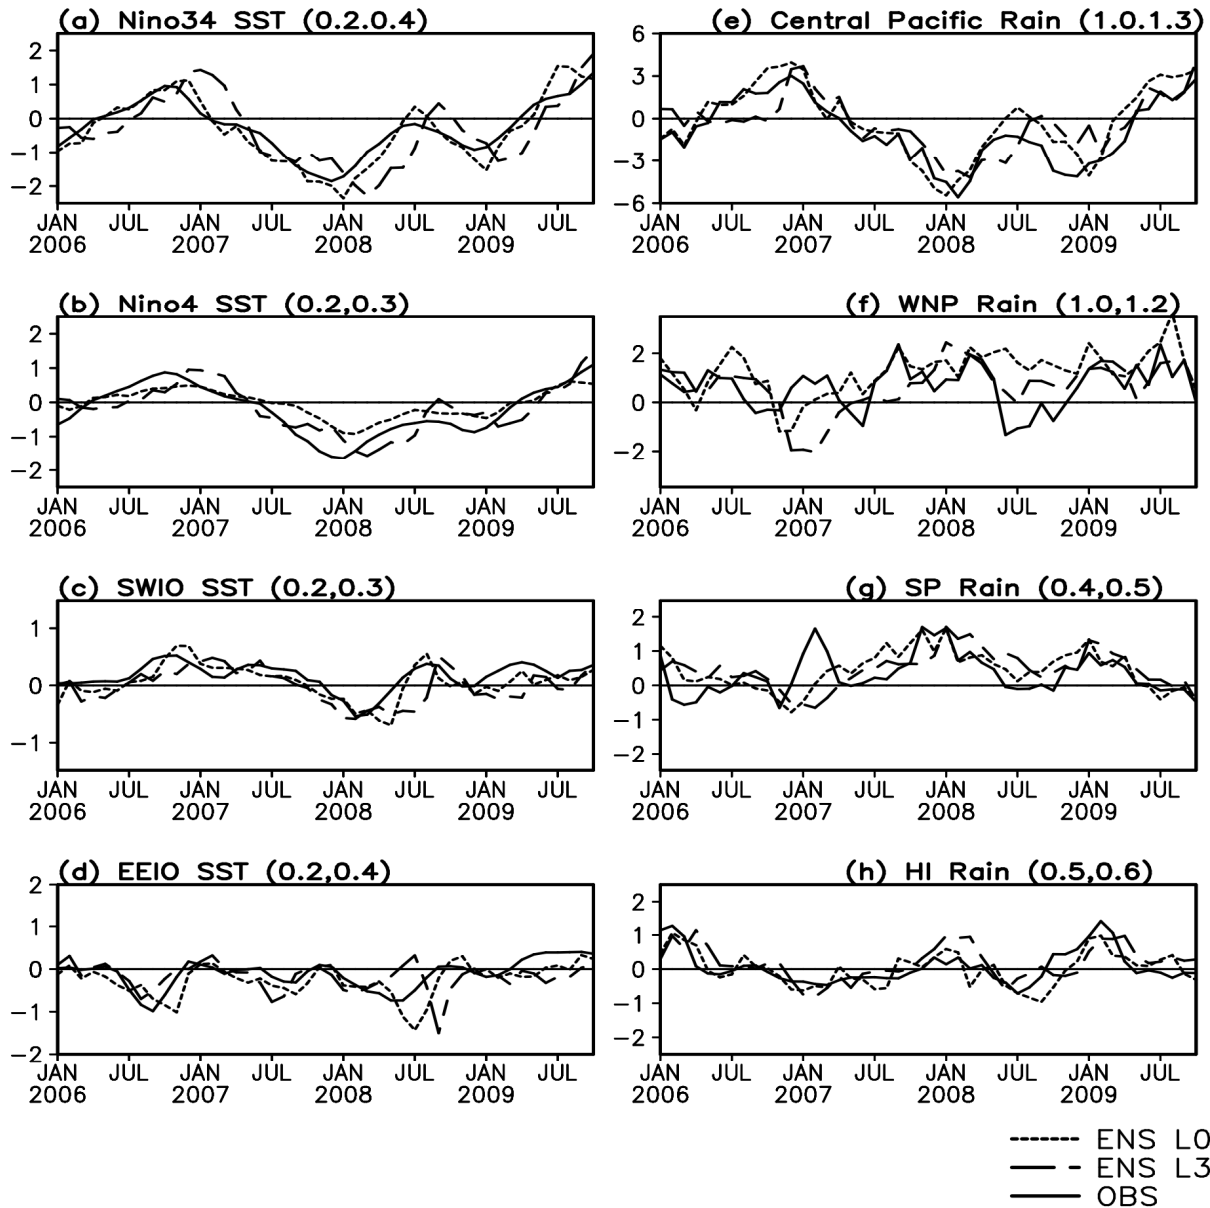 (a) Nino34 SST (0.2.0.4)
2
1
0
−1
−2
JAN JUL JAN JUL JAN JUL JAN JUL
2006 2007 2008 2009
(b) Nino4 SST (0.2,0.3)
2
1
0
−1
−2
JAN JUL JAN JUL JAN JUL JAN JUL
2006 2007 2008 2009
(c) SWIO SST (0.2,0.3)
1
0
−1
JAN JUL JAN JUL JAN JUL JAN JUL
2006 2007 2008 2009
(d) EEIO SST (0.2,0.4)
2
1
0
−1
−2
JAN JUL JAN JUL JAN JUL JAN JUL
2006 2007 2008 2009
(e) Central Pacific Rain (1.0.1.3)
6
3
0
−3
−6
JAN JUL JAN JUL JAN JUL JAN JUL
2006 2007 2008 2009
(f) WNP Rain (1.0,1.2)
2
0
−2
JAN JUL JAN JUL JAN JUL JAN JUL
2006 2007 2008 2009
(g) SP Rain (0.4,0.5)
2
1
0
−1
−2
JAN JUL JAN JUL JAN JUL JAN JUL
2006 2007 2008 2009
(h) HI Rain (0.5,0.6)
2
1
0
−1
−2
JAN JUL JAN JUL JAN JUL JAN JUL
2006 2007 2008 2009
ENS L0
ENS L3
OBS